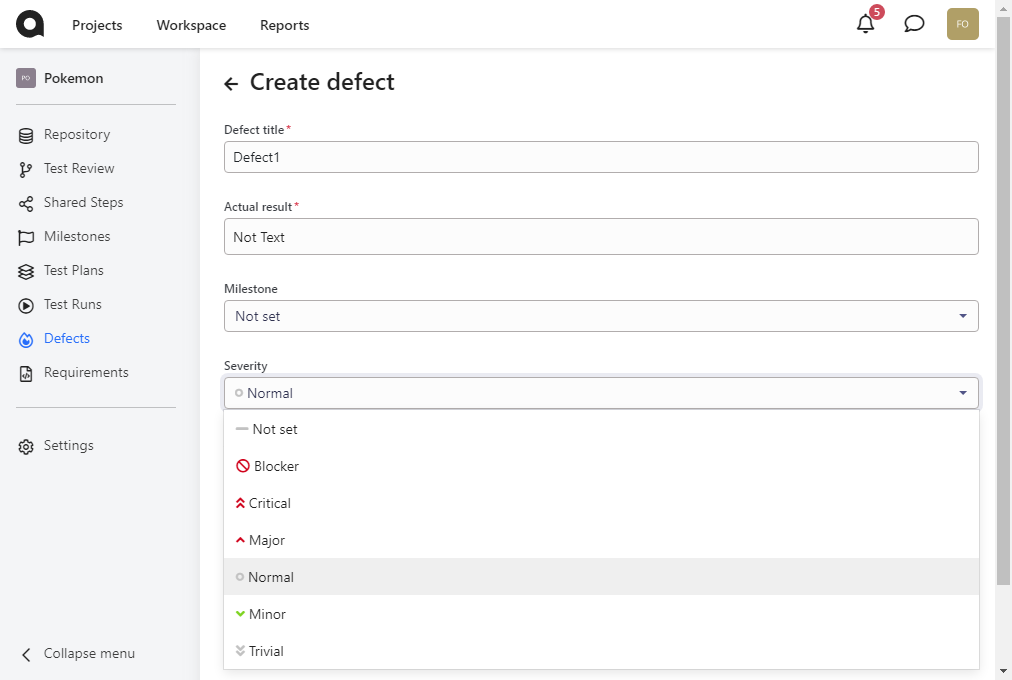 Projects Workspace Reports 5 FO
PO Pokemon
Repository
Test Review
Shared Steps
Milestones
Test Plans
Test Runs
Defects
Requirements
Settings
Collapse menu
Create defect
Defect title*
Defect1
Actual result*
Not Text
Milestone
Not set
Severity
Normal
Not set
Blocker
Critical
Major
Normal
Minor
Trivial